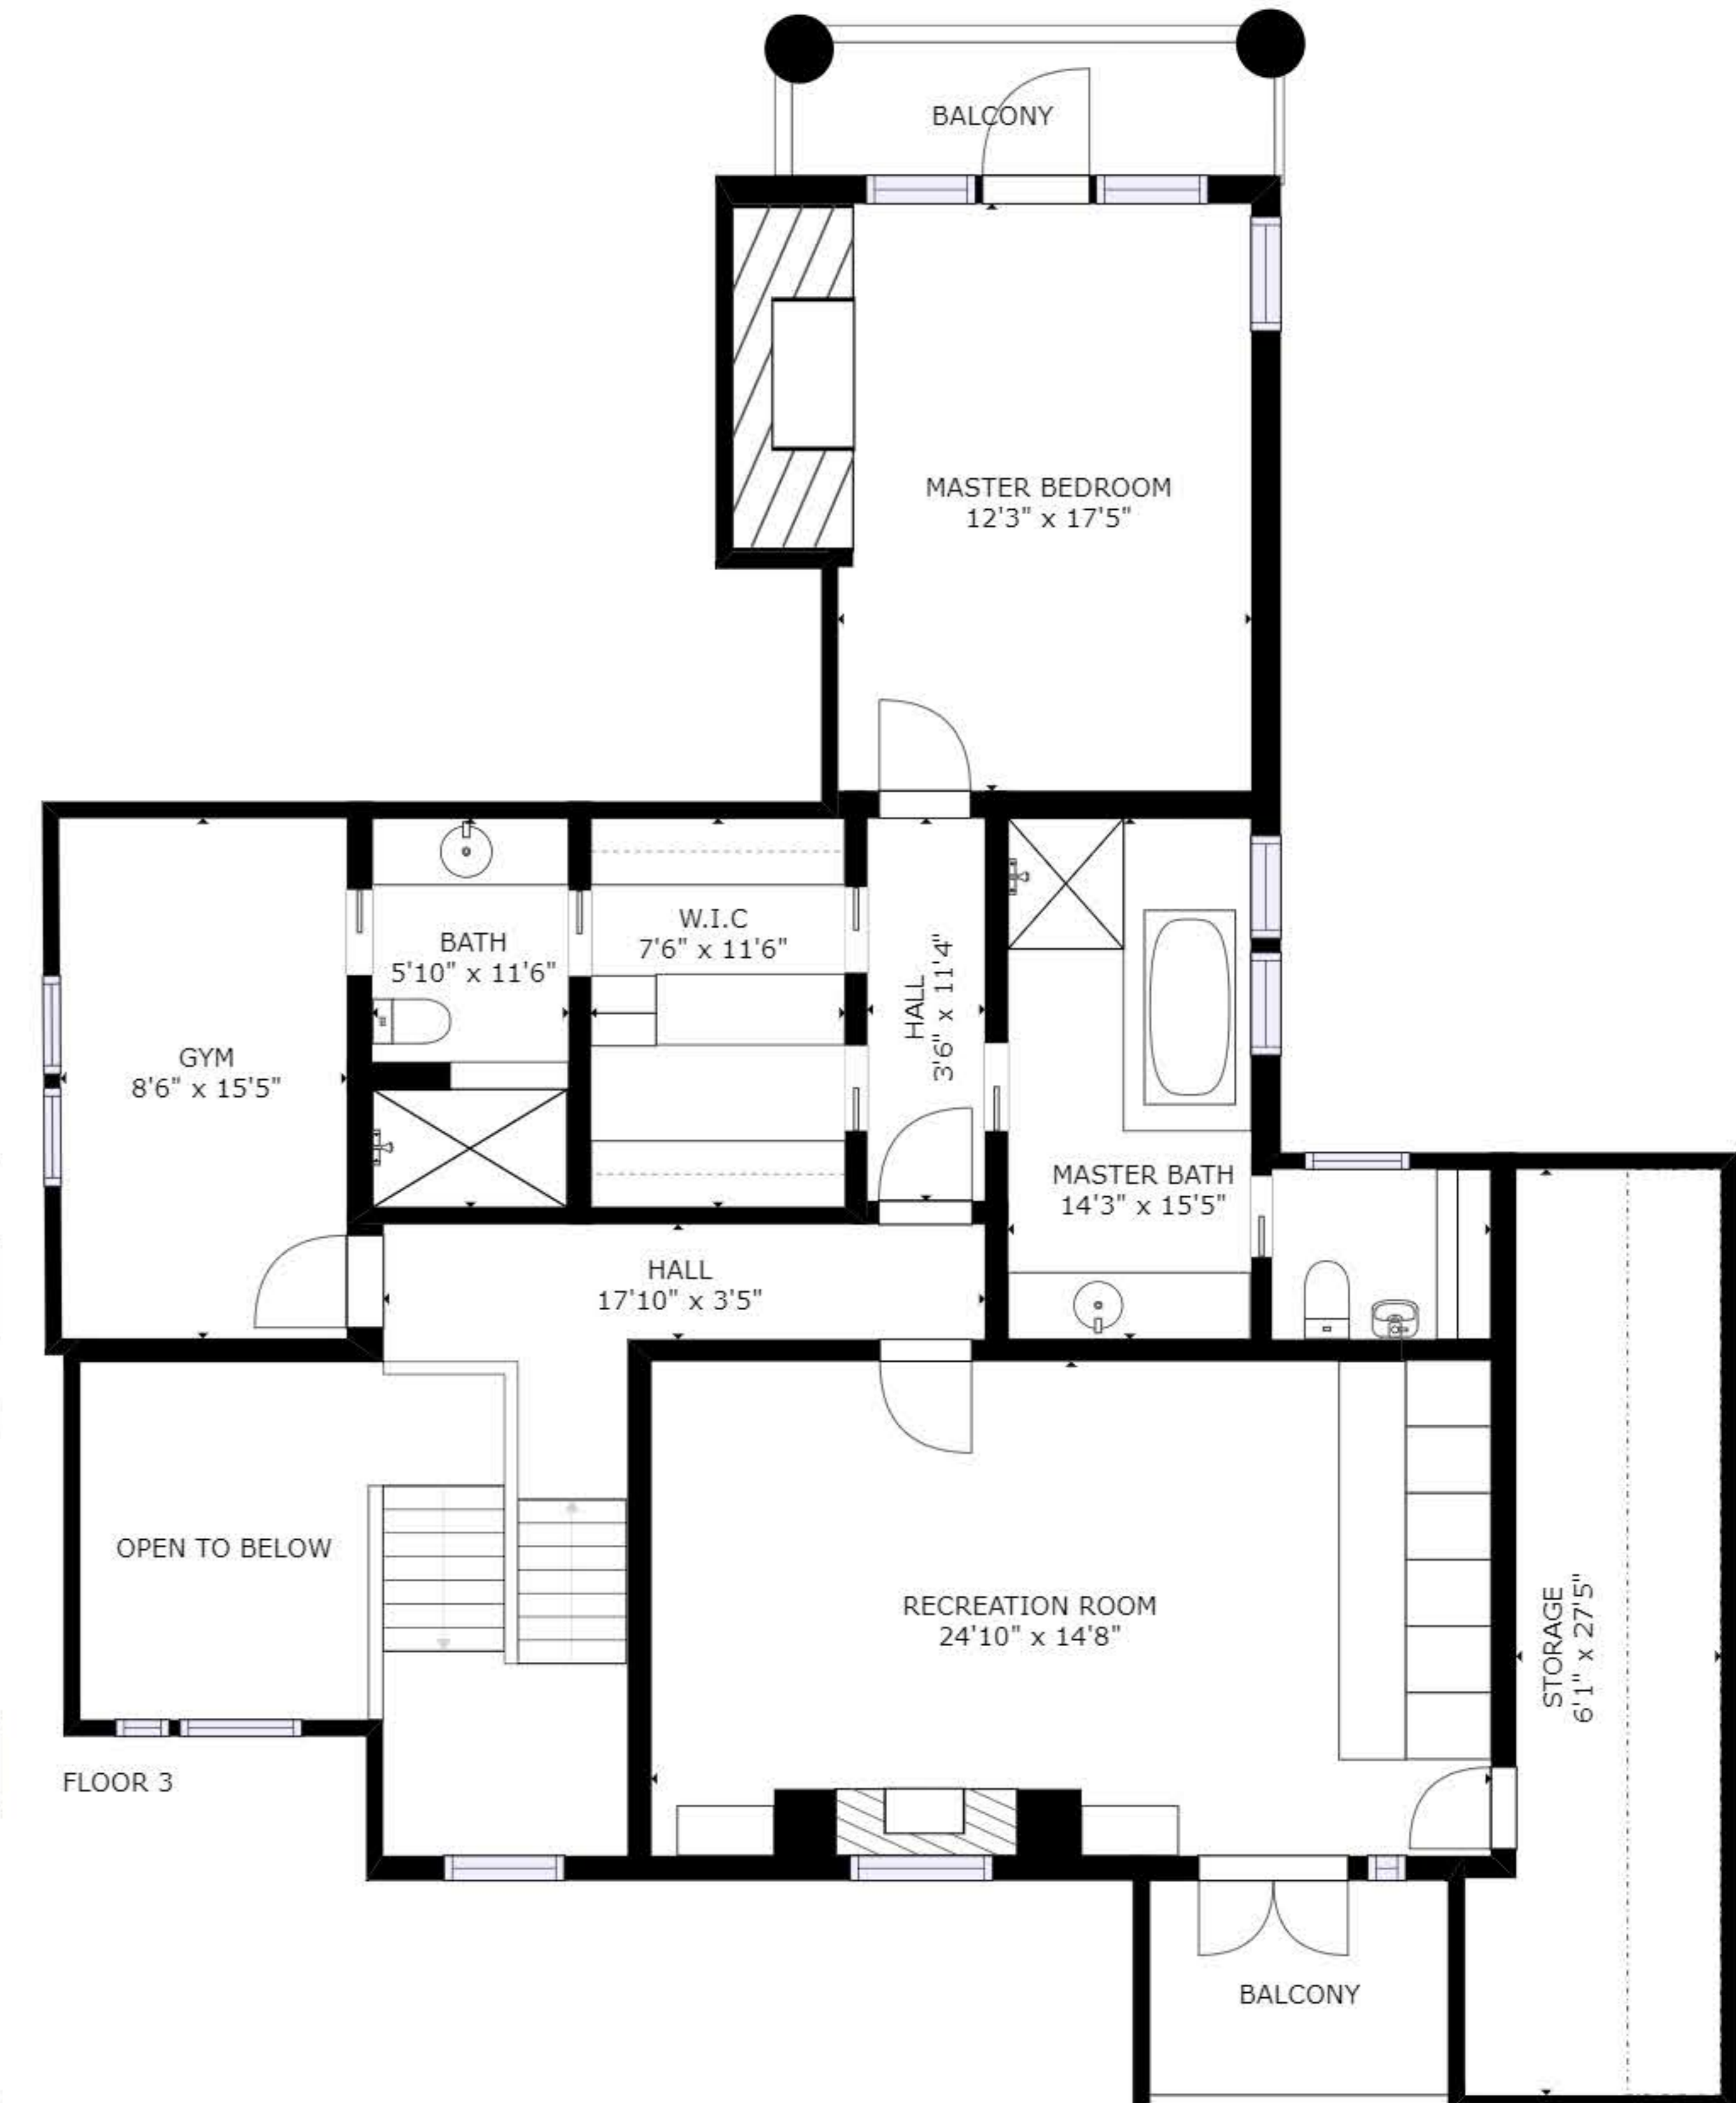 BALCONY
MASTER BEDROOM
12'3" x 17'5"
W.I.C
7'6" x 11'6"
BATH
5'10" x 11'6"
HALL
3'6" x 11'4"
GYM
8'6" x 15'5"
MASTER BATH
14'3" x 15'5"
HALL
17'10" x 3'5"
OPEN TO BELOW
RECREATION ROOM
24'10" x 14'8"
STORAGE
6'1" x 27'5"
FLOOR 3
BALCONY